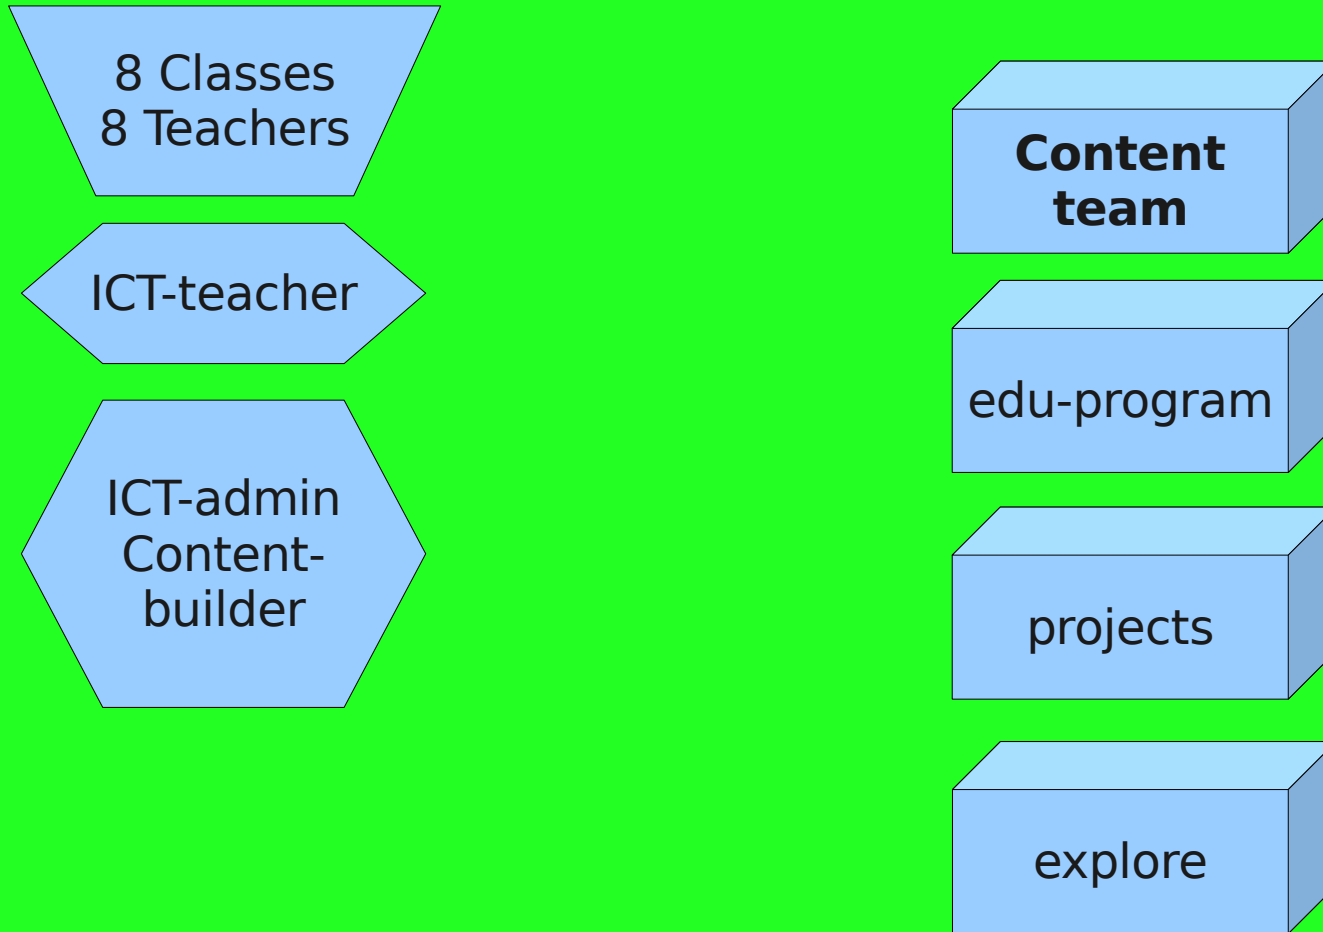 8 Classes
8 Teachers
ICT-teacher
ICT-admin
Content-
builder
Content
team
edu-program
projects
explore